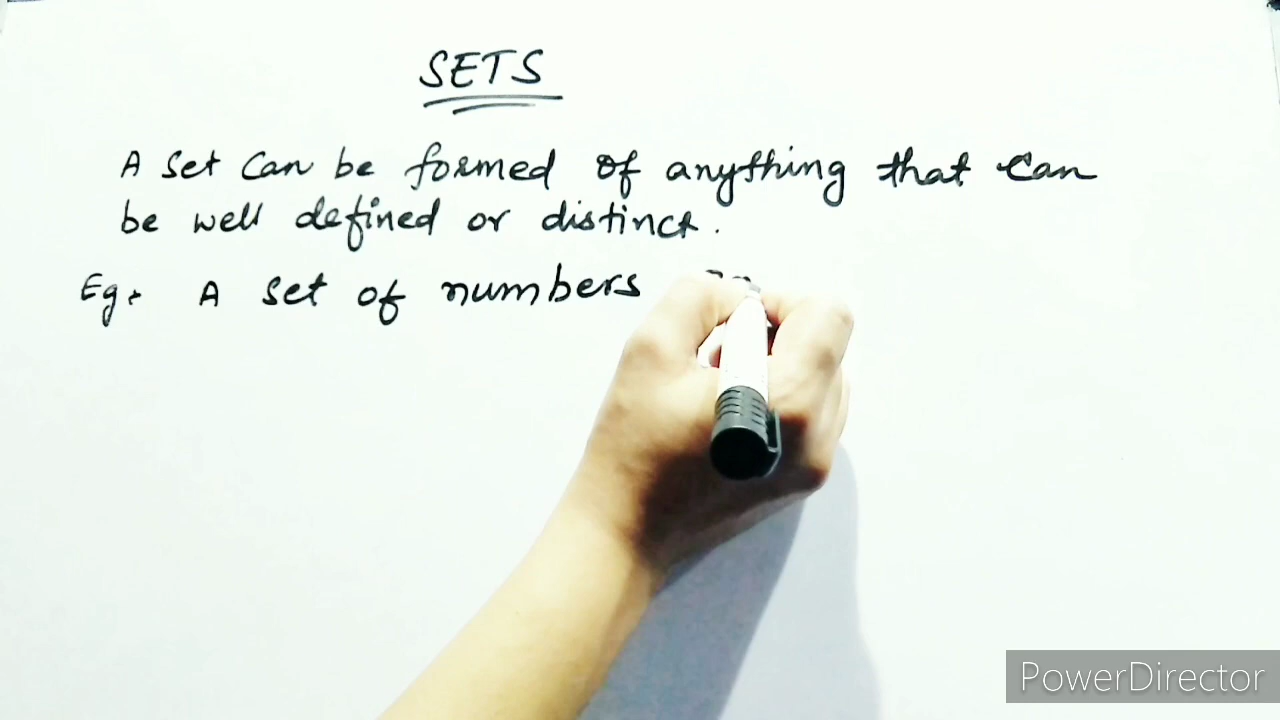 SETS
A set can be formed of anything that can
be well defined or distinct.
Eg: A set of numbers
PowerDirector